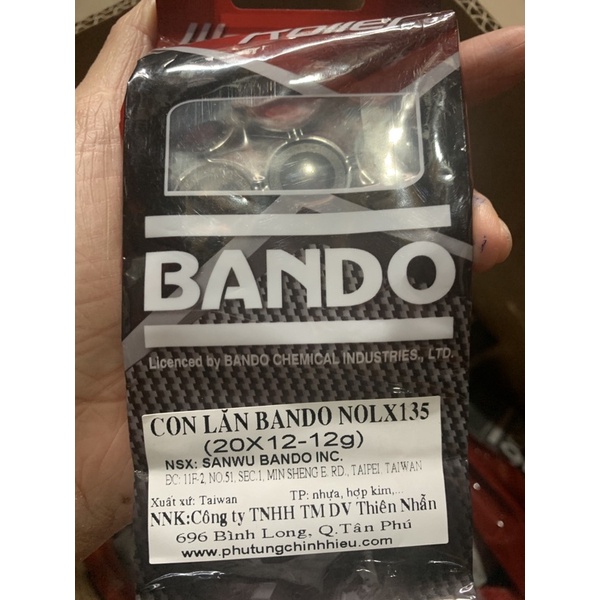 Roller
BANDO
Licenced by BANDO CHEMICAL INDUSTRIES., LTD.
CON LĂN BANDO NOLX135
(20X12-12g)
NSX: SANWU BANDO INC.
ĐC: 11F-2, NO.51, SEC.1, MIN SHENG E. RD., TAIFEI, TAIWAN
Xuất xứ: Taiwan TP: nhựa, hợp kim,...
NNK:Công ty TNHH TM DV Thiên Nhẫn
696 Bình Long, Q.Tân Phú
www.phutungchinhhieu.com